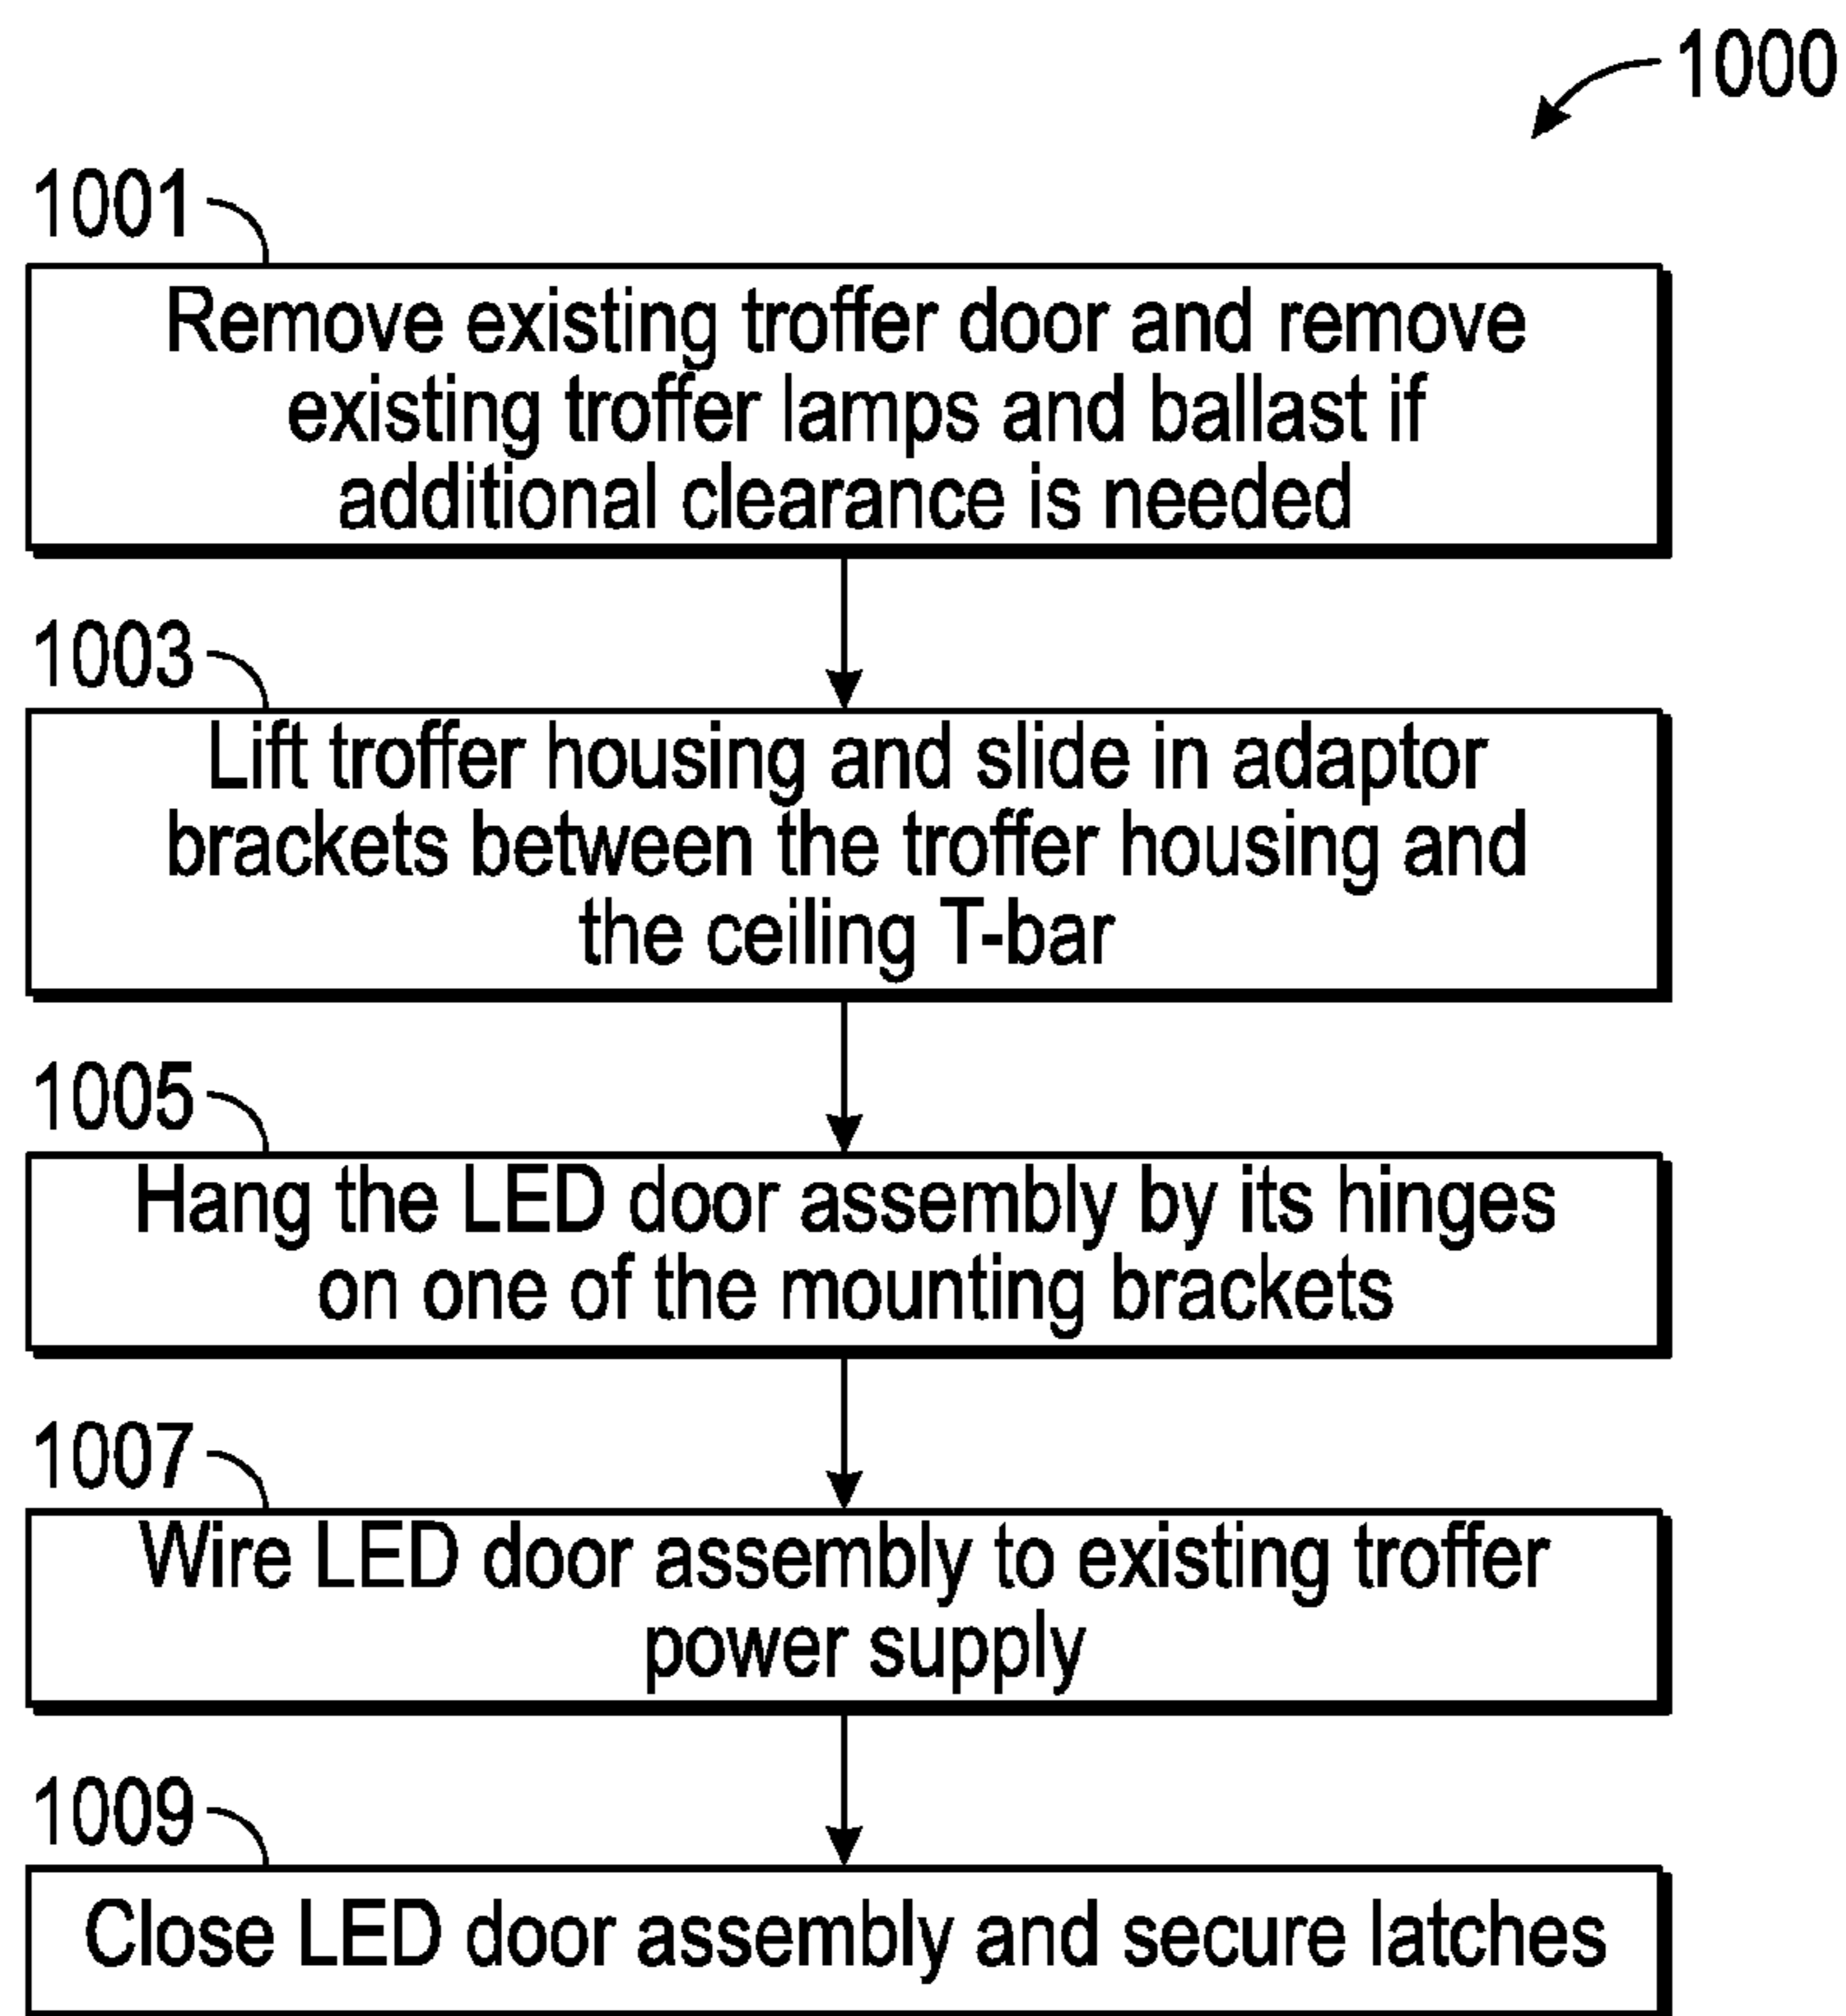 1000
1001
Remove existing troffer door and remove
existing troffer lamps and ballast if
additional clearance is needed
1003
Lift troffer housing and slide in adaptor
brackets between the troffer housing and
the ceiling T-bar
1005
Hang the LED door assembly by its hinges
on one of the mounting brackets
1007
Wire LED door assembly to existing troffer
power supply
1009
Close LED door assembly and secure latches